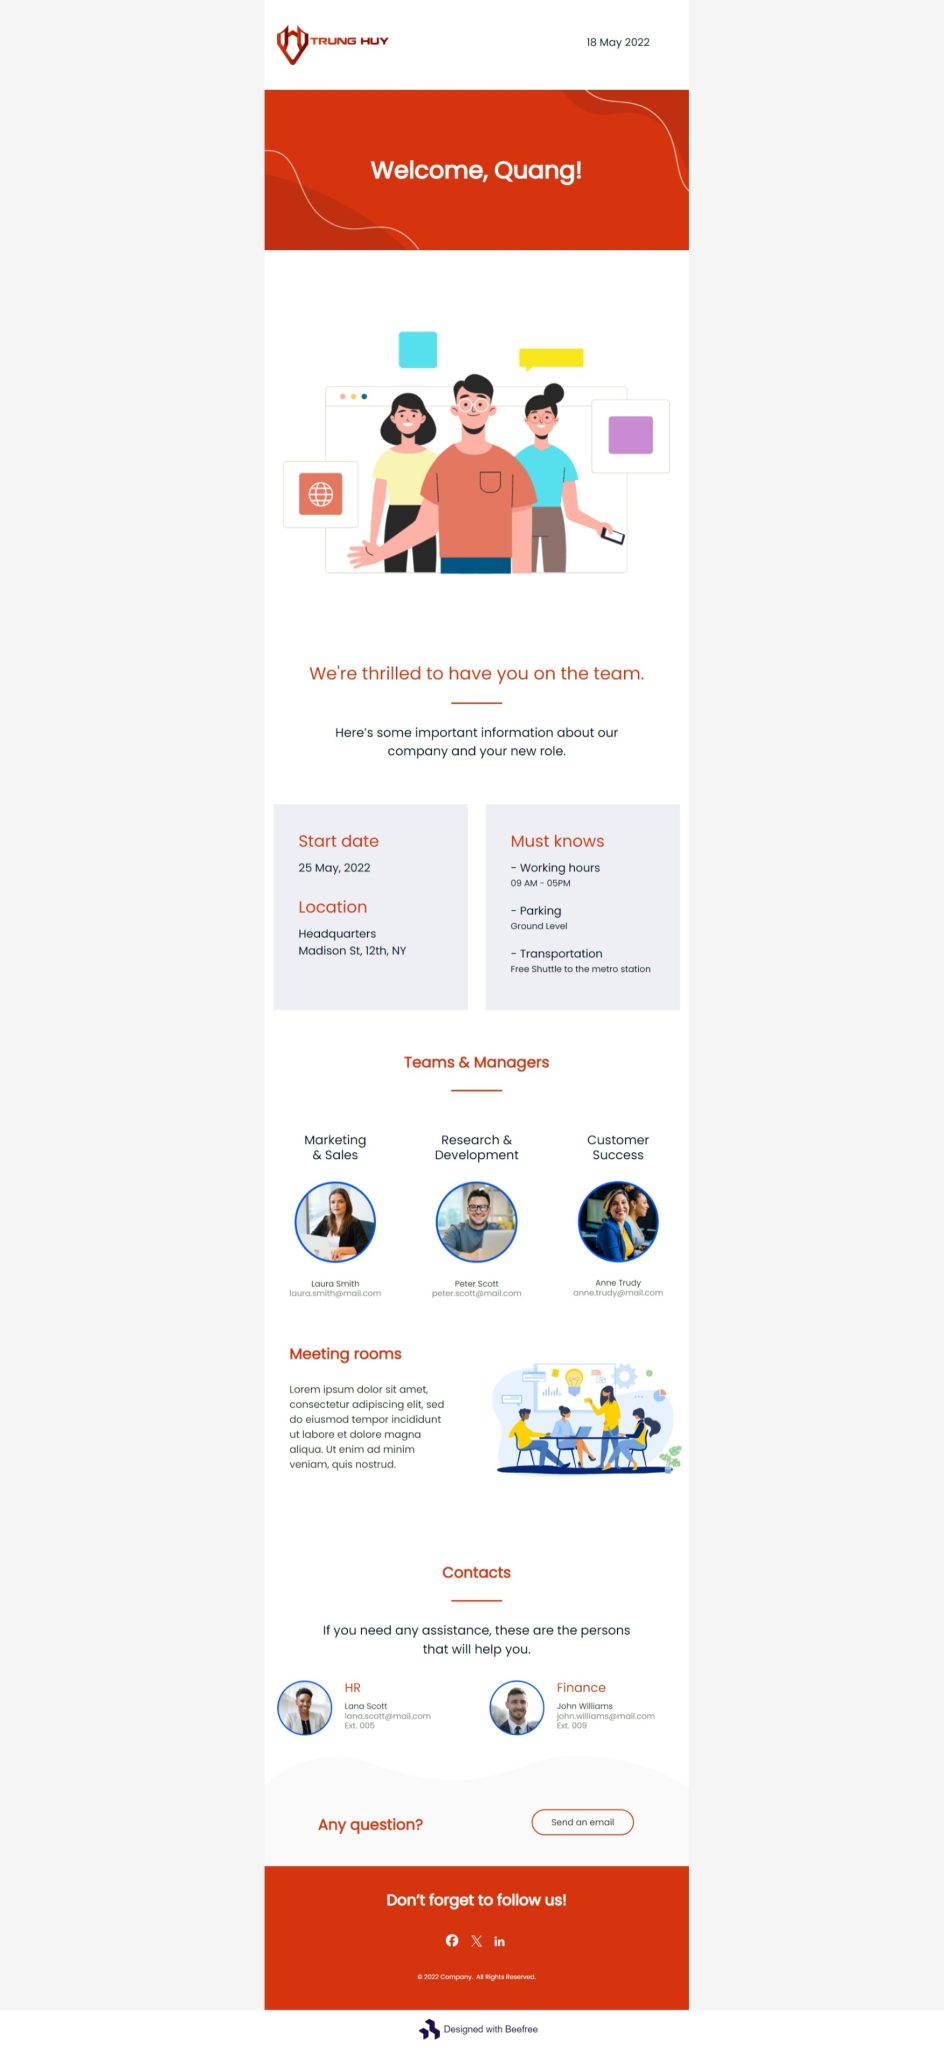 TRUNG HUY
18 May 2022
Welcome, Quang!
We're thrilled to have you on the team.
Here's some important information about our
company and your new role.
Start date
25 May, 2022
Location
Headquarters
Madison St, 12th, NY
Must knows
- Working hours
09 AM - 05PM
- Parking
Ground Level
- Transportation
Free Shuttle to the metro station
Teams & Managers
Marketing
& Sales
Laura Smith
laura.smith@mail.com
Research &
Development
Peter Scott
peter.scott@mail.com
Customer
Success
Anne Trudy
anne.trudy@mail.com
Meeting rooms
Lorem ipsum dolor sit amet,
consectetur adipiscing elit, sed
do eiusmod tempor incididunt
ut labore et dolore magna
aliqua. Ut enim ad minim
veniam, quis nostrud.
Contacts
If you need any assistance, these are the persons
that will help you.
HR
Lana Scott
lana.scott@mail.com
Ext. 005
Finance
John Williams
john.williams@mail.com
Ext. 009
Any question?
Send an email
Don't forget to follow us!
© 2022 Company. All Rights Reserved.
Designed with Beefree